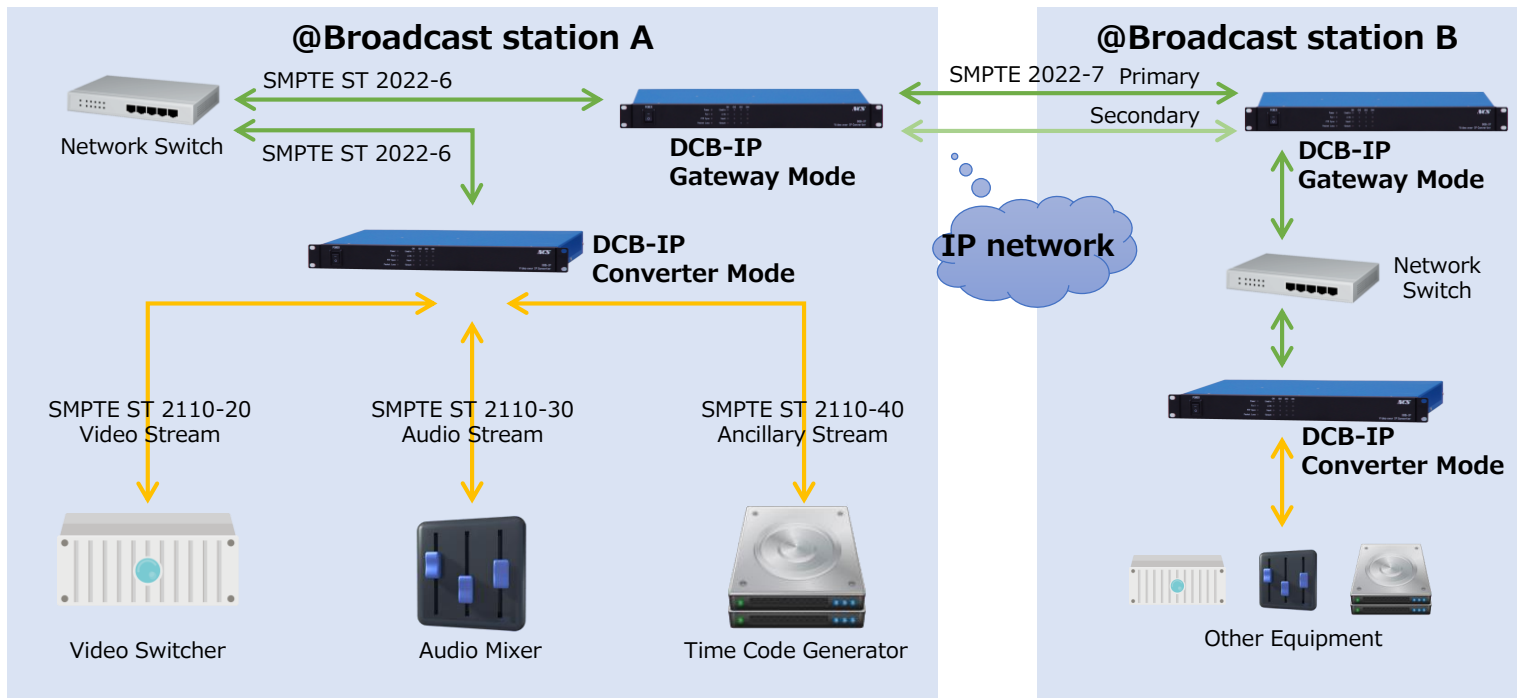 @Broadcast station A
@Broadcast station B
SMPTE ST 2022-6
SMPTE 2022-7
Primary
Secondary
Network Switch
SMPTE ST 2022-6
DCB-IP
Gateway Mode
DCB-IP
Gateway Mode
IP network
DCB-IP
Converter Mode
Network
Switch
SMPTE ST 2110-20
Video Stream
SMPTE ST 2110-30
Audio Stream
SMPTE ST 2110-40
Ancillary Stream
DCB-IP
Converter Mode
Video Switcher
Audio Mixer
Time Code Generator
Other Equipment